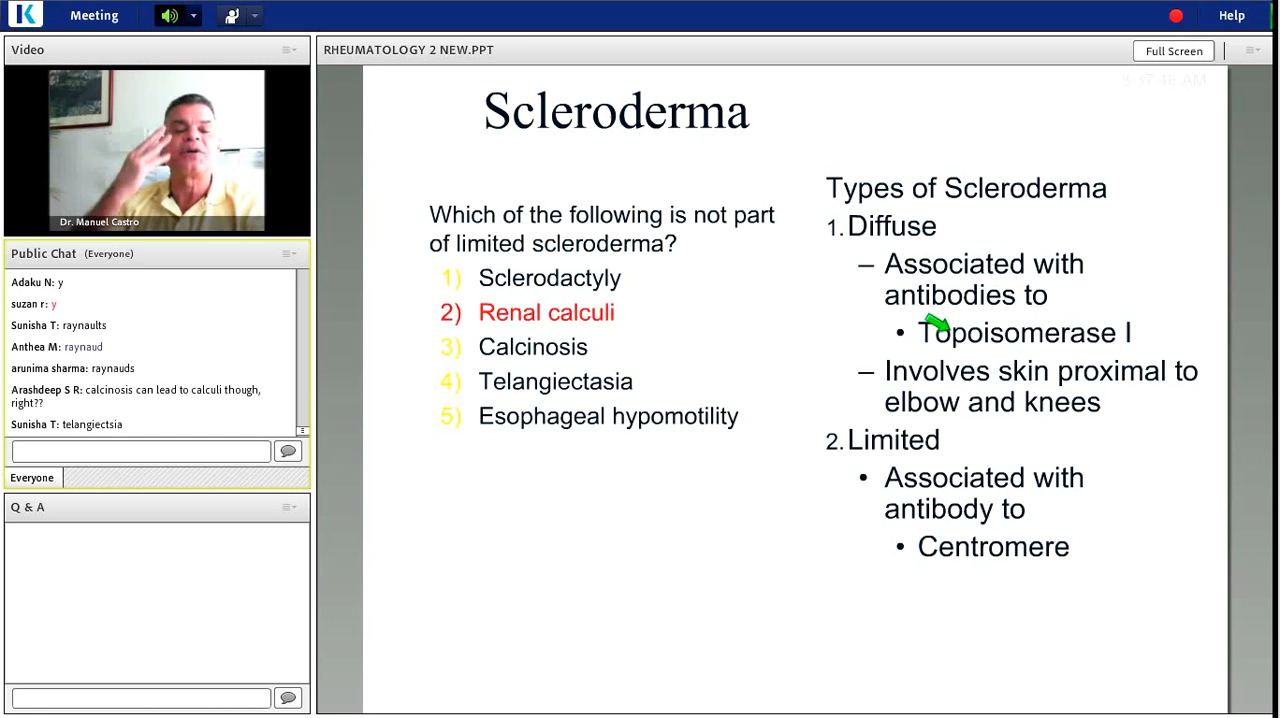 K Meeting Help
Video
Dr. Manuel Castro
Public Chat (Everyone)
Adaku N: y
suzan r: y
Sunisha T: raynaults
Anthea M: raynaud
arunima sharma: raynauds
Arashdeep S R: calcinosis can lead to calculi though,
right??
Sunisha T: telangiectsia
Everyone
Q & A
RHEUMATOLOGY 2 NEW.PPT
Full Screen
Scleroderma
Which of the following is not part
of limited scleroderma?
1) Sclerodactyly
2) Renal calculi
3) Calcinosis
4) Telangiectasia
5) Esophageal hypomotility
Types of Scleroderma
1. Diffuse
– Associated with
antibodies to
• Topoisomerase I
– Involves skin proximal to
elbow and knees
2. Limited
• Associated with
antibody to
• Centromere